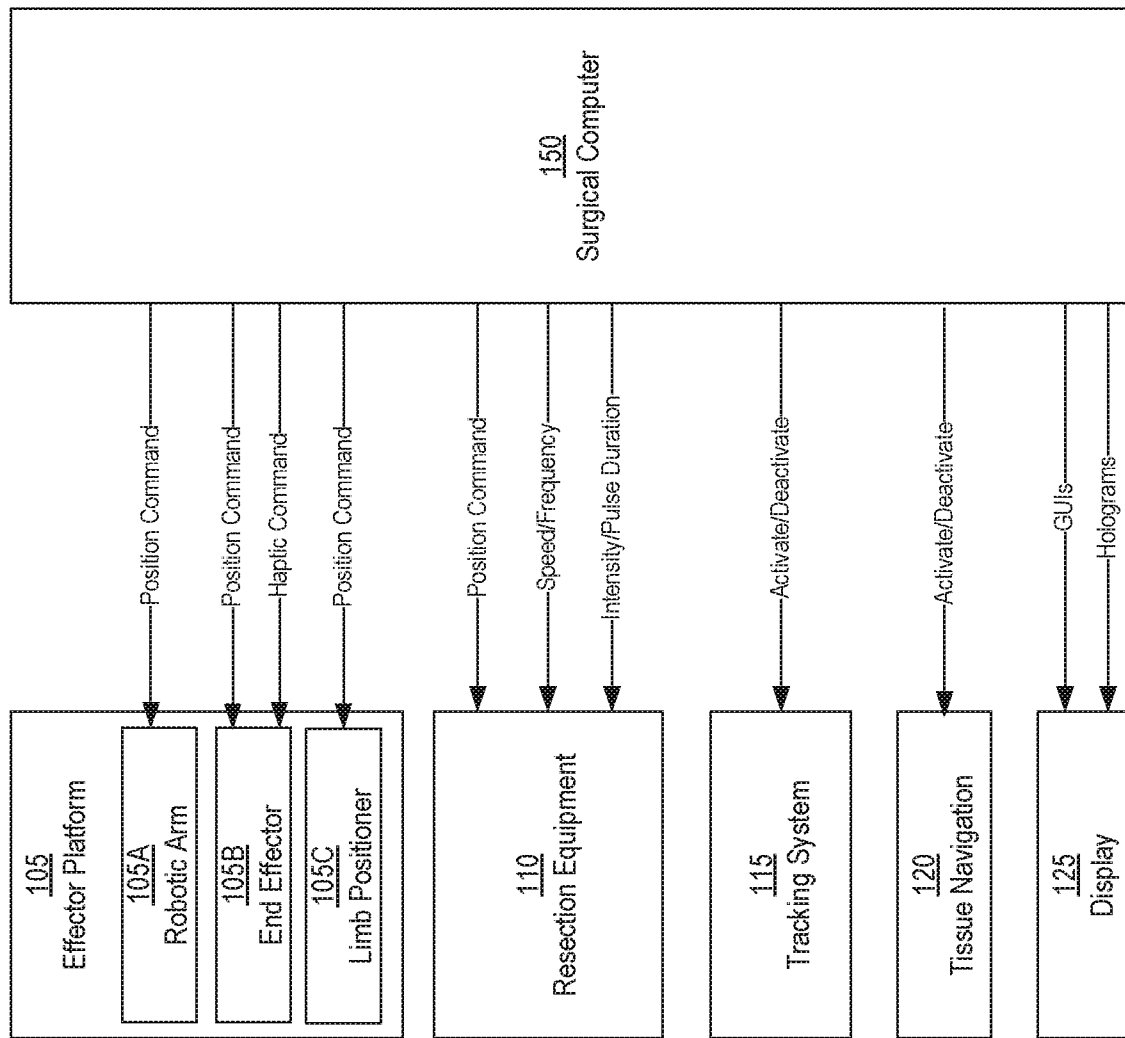 150
Surgical Computer
Position Command
Position Command
Haptic Command
Position Command
Position Command
Speed/Frequency
Intensity/Pulse Duration
Activate/Deactivate
Activate/Deactivate
GUIs
Holograms
105
Effector Platform
105A
Robotic Arm
105B
End Effector
105C
Limb Positioner
110
Resection Equipment
115
Tracking System
120
Tissue Navigation
125
Display